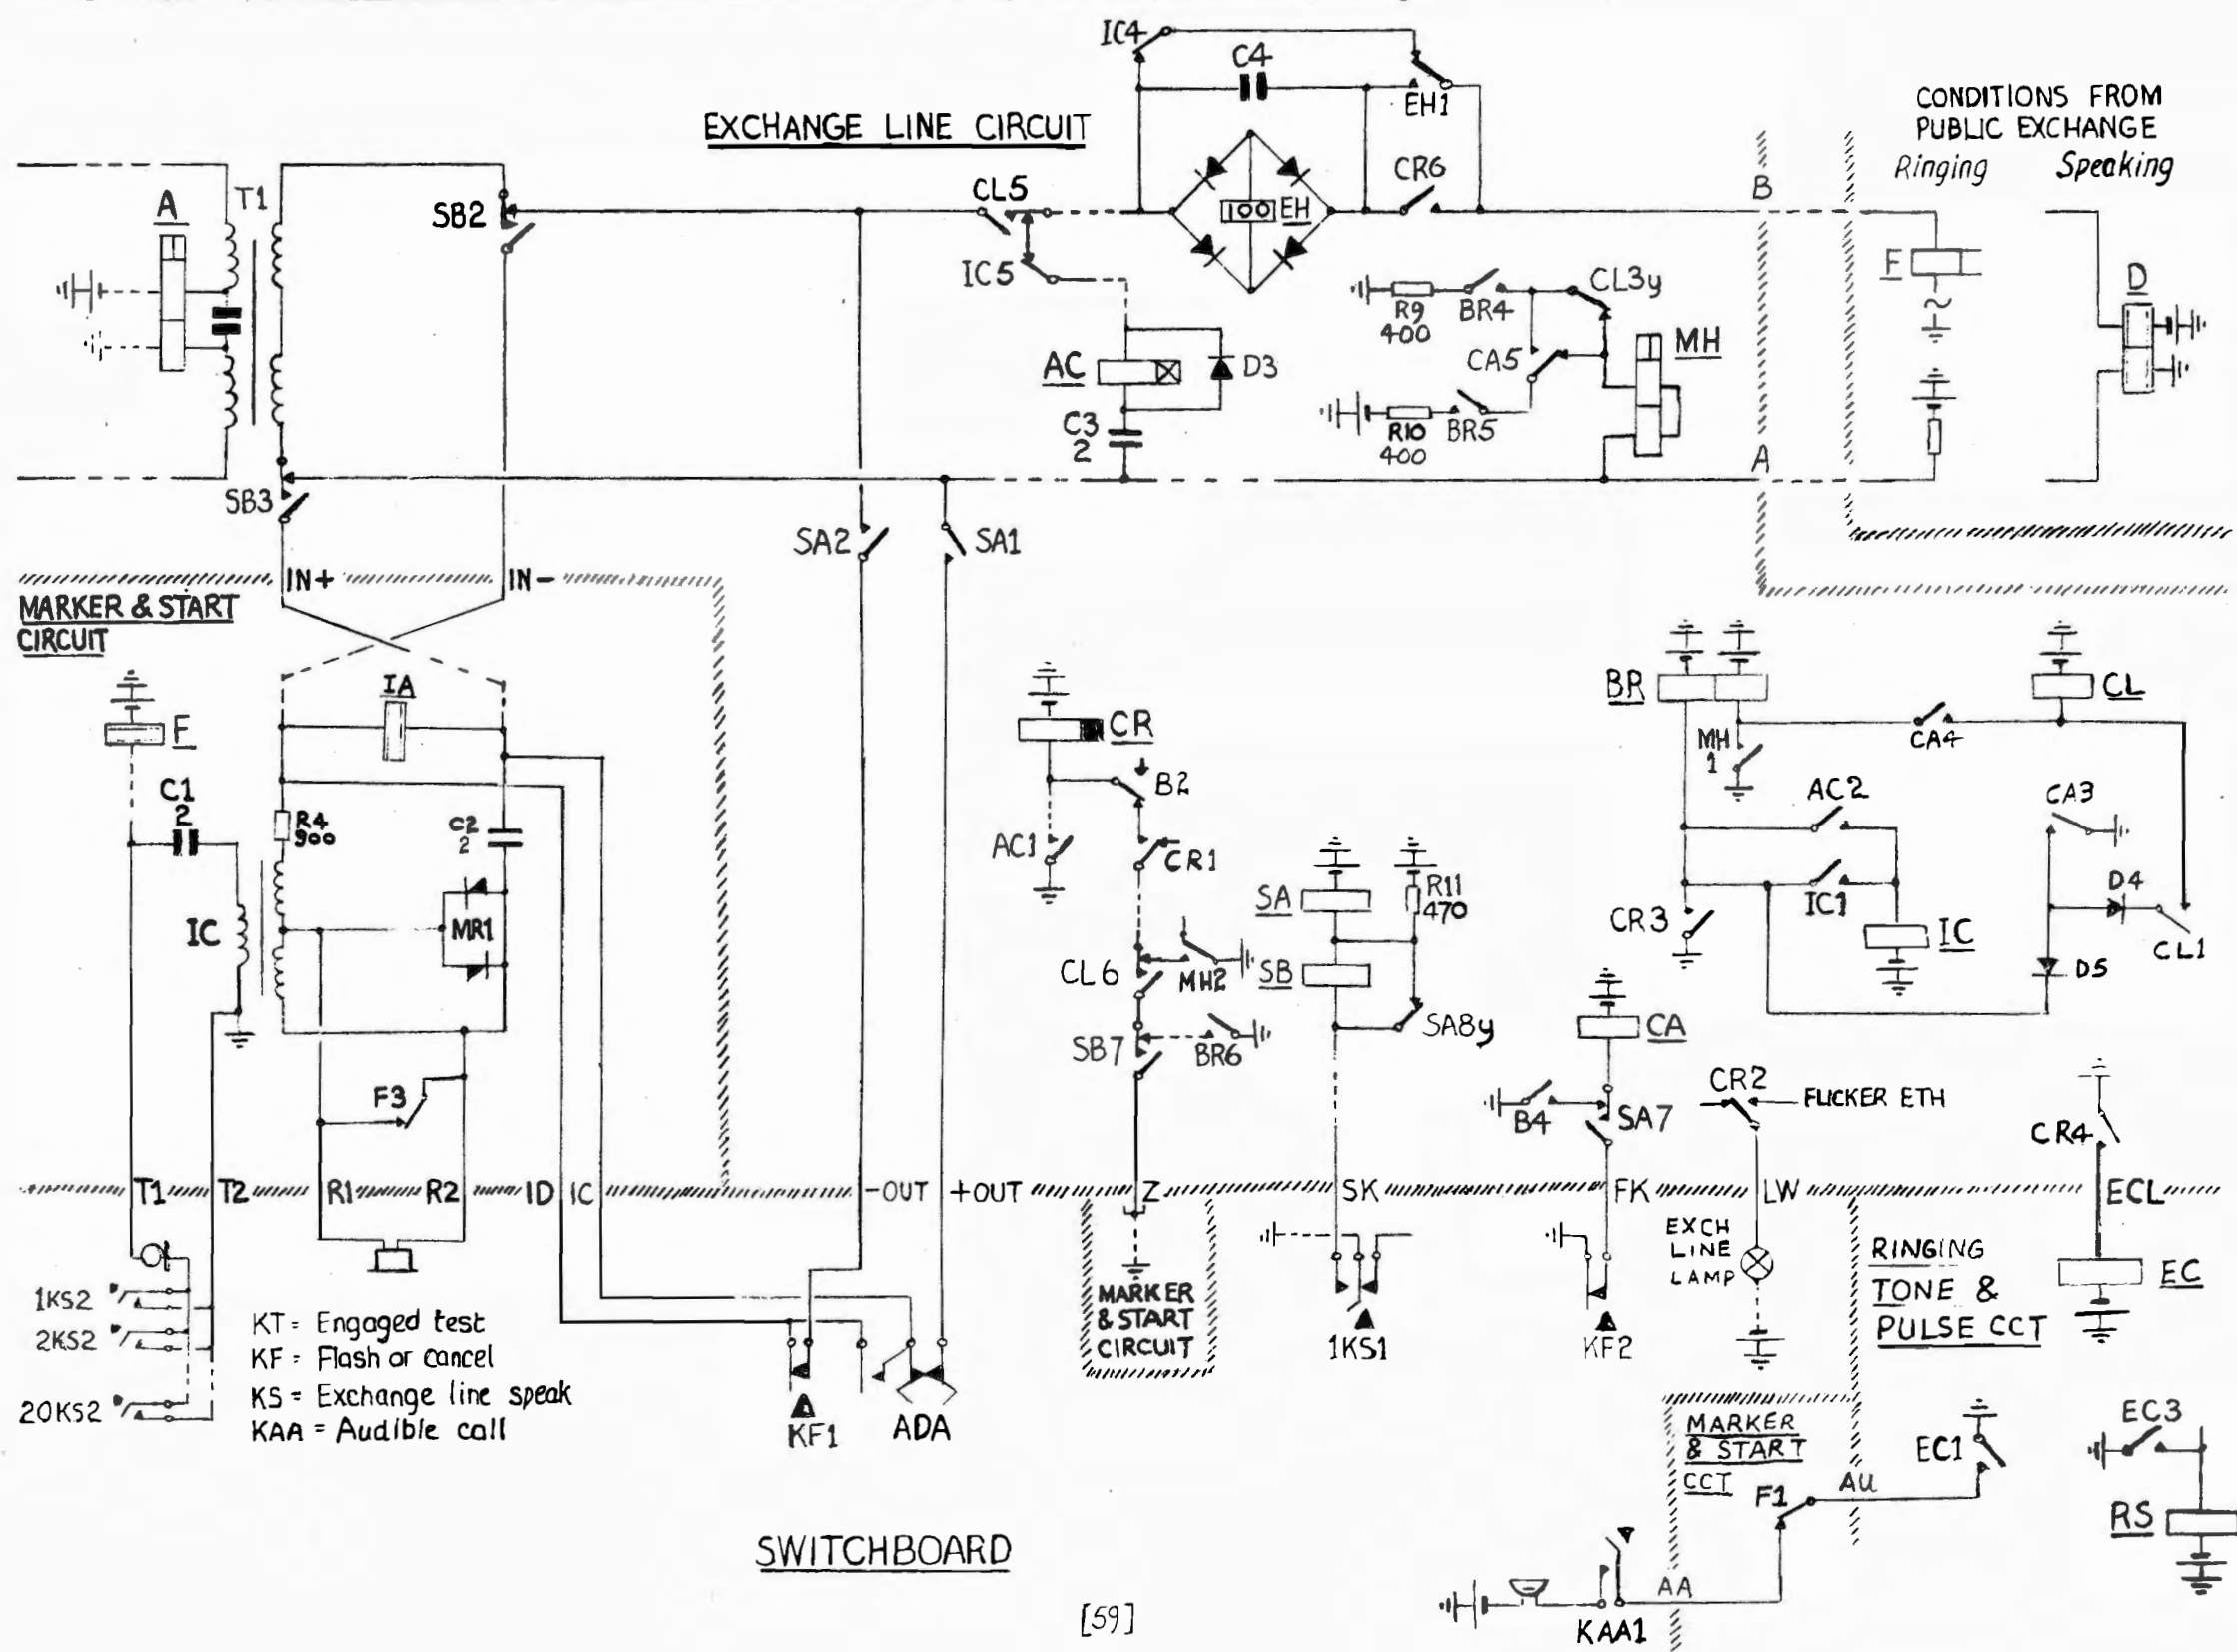 IC4
C4
EH1
EXCHANGE LINE CIRCUIT
CONDITIONS FROM
PUBLIC EXCHANGE
Ringing
Speaking
A
T1
SB2
CL5
100
EH
CR6
B
IC5
F
D
R9
400
BR4
CL3y
MH
CA5
AC
D3
C3
2
R10
400
BR5
A
SB3
SA2
SA1
IN+
IN-
MARKER & START
CIRCUIT
BR
CL
IA
F
CR
MH
1
CA4
C1
2
R4
900
C2
2
B2
AC2
CA3
AC1
CR1
SA
R11
470
IC1
D4
IC
MR1
CR3
IC
CL1
CL6
MH2
SB
D5
SA8y
CA
SB7
BR6
F3
B4
SA7
CR2
FLICKER ETH
CR4
T1
T2
R1
R2
1D
1C
-OUT
+OUT
Z
SK
FK
LW
ECL
EXCH
LINE
LAMP
RINGING
TONE &
PULSE CCT
EC
1KS2
2KS2
20KS2
KT = Engaged test
KF = Flash or cancel
KS = Exchange line speak
KAA = Audible call
MARKER
& START
CIRCUIT
1KS1
KF2
KF1
ADA
MARKER
& START
CCT
EC1
EC3
F1
AU
RS
SWITCHBOARD
AA
KAA1
[59]